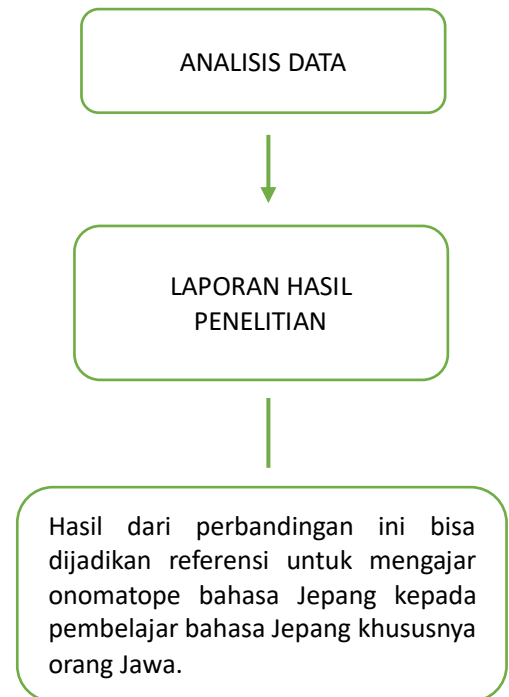 ANALISIS DATA
LAPORAN HASIL
PENELITIAN
Hasil dari perbandingan ini bisa
dijadikan referensi untuk mengajar
onomatope bahasa Jepang kepada
pembelajar bahasa Jepang khususnya
orang Jawa.